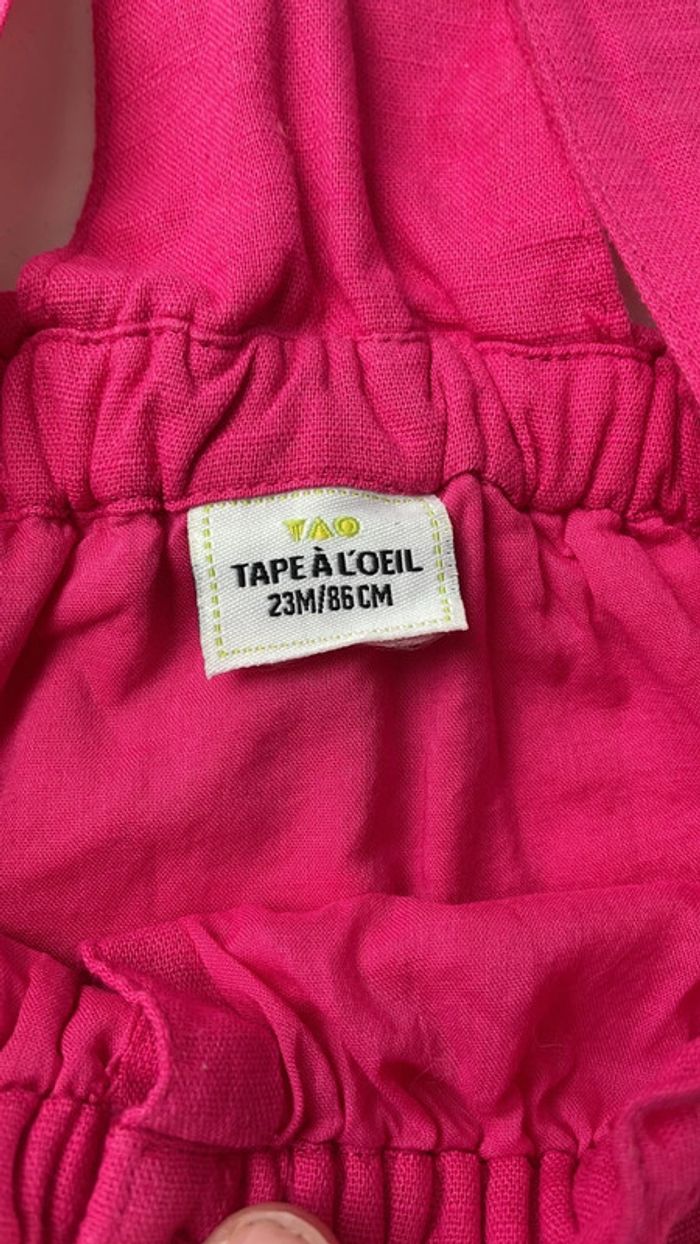 TAO
TAPE À L'OEIL
23M/86 CM